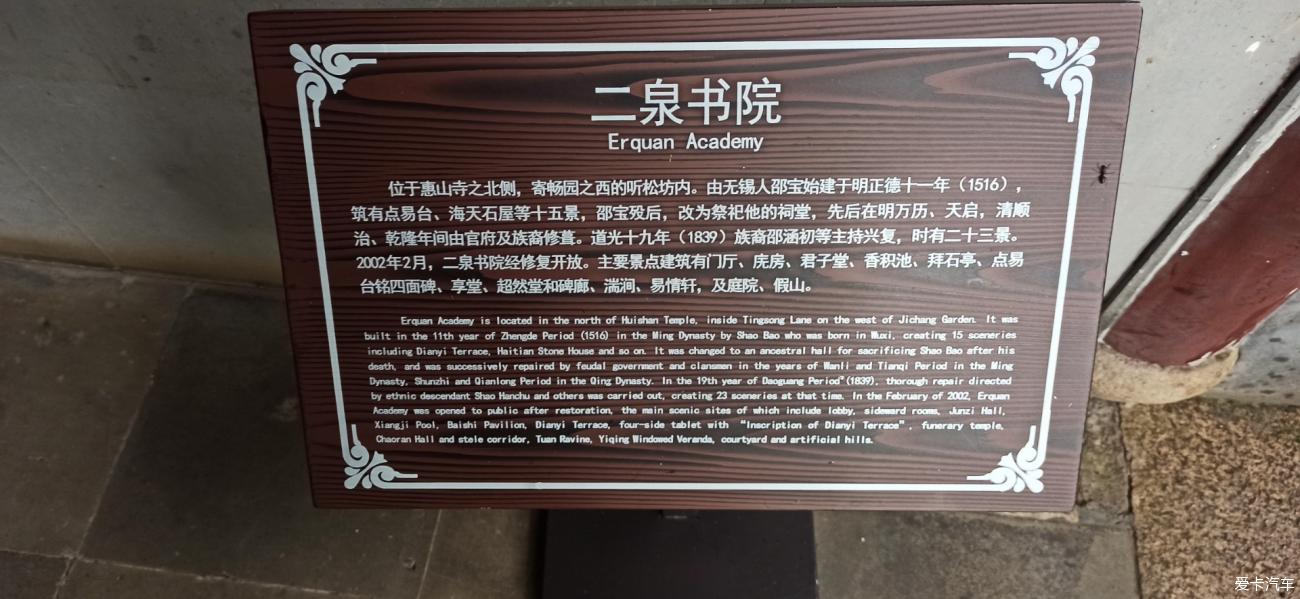 二泉书院
Erquan Academy
位于惠山寺之北侧，寄畅园之西的听松坊内。由无锡人邵宝始建于明正德十一年（1516），
筑有点易台、海天石屋等十五景，邵宝殁后，改为祭祀他的祠堂，先后在明万历、天启，清顺
治、乾隆年间由官府及族裔修葺。道光十九年（1839）族裔邵涵初等主持兴复，时有二十三景。
2002年2月，二泉书院经修复开放。主要景点建筑有门厅、庑房、君子堂、香积池、拜石亭、点易
台铭四面碑、享堂、超然堂和碑廊、湍涧、易情轩，及庭院、假山。
Erquan Academy is located in the north of Huishan Temple, inside Tingsong Lane on the west of Jichang Garden. It was
built in the 11th year of Zhengde Period (1516) in the Ming Dynasty by Shao Bao who was born in Wuxi, creating 15 sceneries
including Dianyi Terrace, Haitian Stone House and so on. It was changed to an ancestral hall for sacrificing Shao Bao after his
death, and was successively repaired by feudal government and clansmen in the years of Wanli and Tianqi Period in the Ming
Dynasty, Shunzhi and Qianlong Period in the Qing Dynasty. In the 19th year of Daoguang Period (1839), thorough repair directed
by ethnic descendant Shao Hanchu and others was carried out, creating 23 sceneries at that time. In the February of 2002, Erquan
Academy was opened to public after restoration, the main scenic sites of which include lobby, sideward rooms, Junzi Hall,
Xiangji Pool, Baishi Pavilion, Dianyi Terrace, four-side tablet with “Inscription of Dianyi Terrace”, funerary temple,
Chaoran Hall and stele corridor, Tuan Ravine, Yiqing Windowed Veranda, courtyard and artificial hills.
爱卡汽车